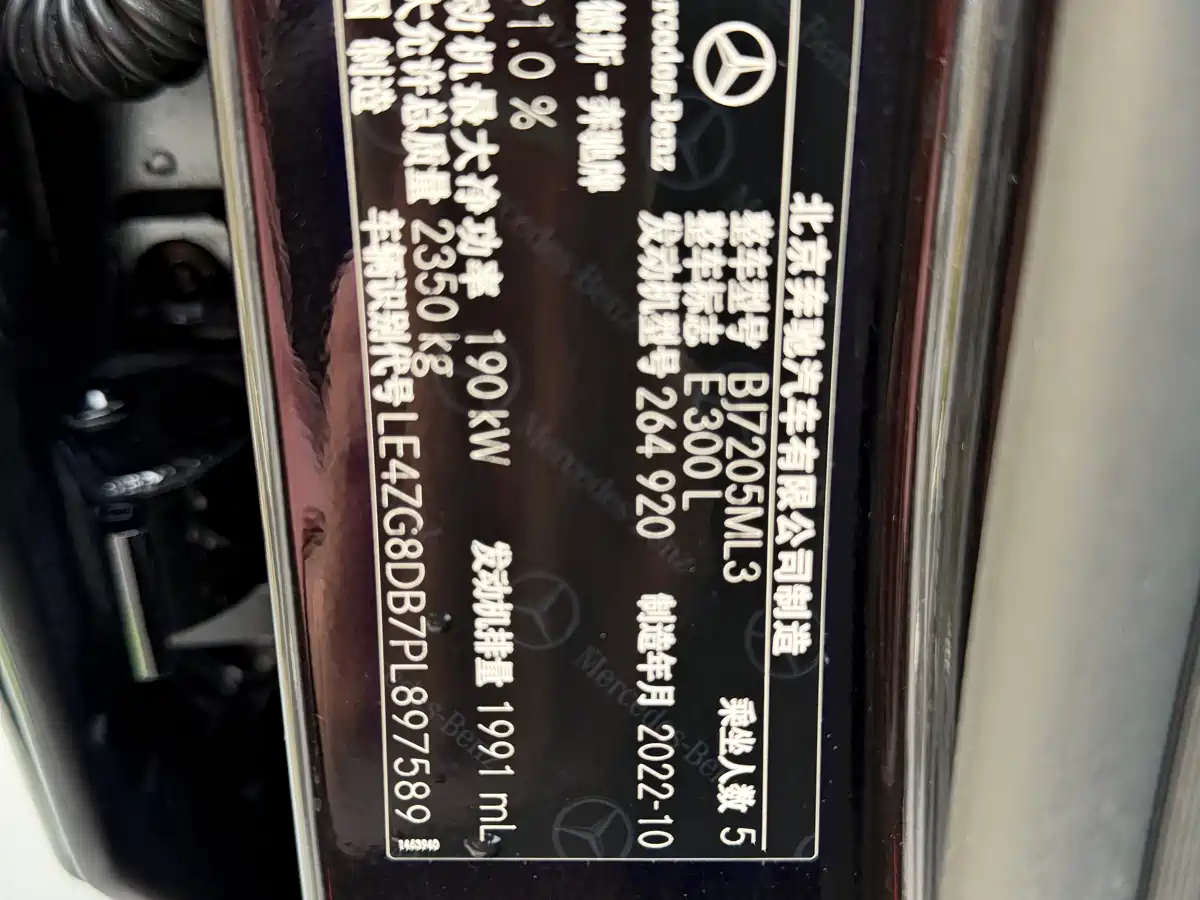 北京奔驰汽车有限公司制造
Mercedes-Benz
整车型号 BJ7205ML3 乘坐人数 5
整车标志 E 300 L
发动机型号 264 920 制造年月 2022-10
斯-奔驰牌
1.0 %
动机最大净功率 190 kW 发动机排量 1991 mL
大允许总质量 2350 kg
车辆识别代号 LE4ZG8DB7PL897589
国 制造